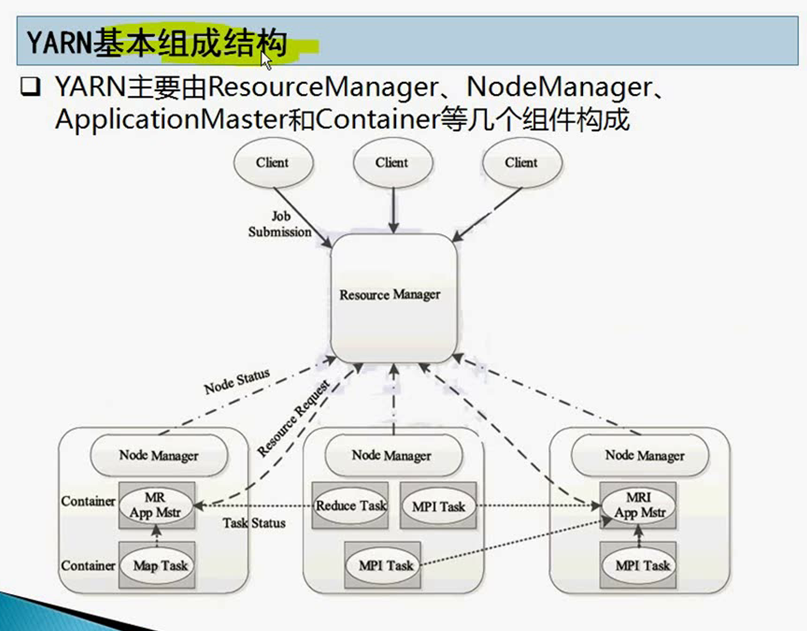 YARN基本组成结构
YARN主要由ResourceManager、NodeManager、
ApplicationMaster和Container等几个组件构成
Client
Client
Client
Job
Submission
Resource Manager
Node Status
Resource Request
Node Manager
Node Manager
Node Manager
Container
MR
App Mstr
Reduce Task
MPI Task
MRI
App Mstr
Task Status
Container
Map Task
MPI Task
MPI Task